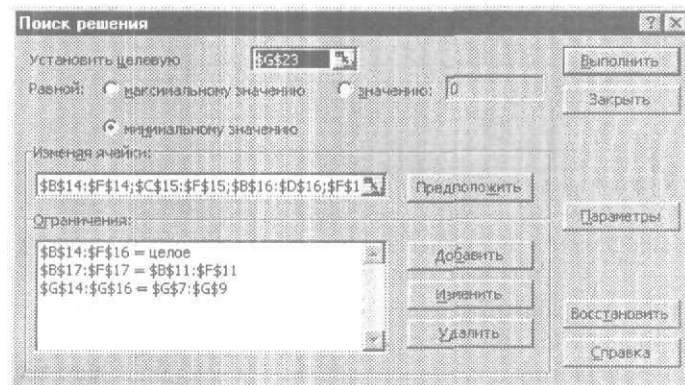 Поиск решения
Установить целевую $G$23 Выполнить
Равной: максимальному значению значению: 0 Закрыть
минимальному значению
Изменяя ячейки:
$B$14:$F$14;$C$15:$F$15;$B$16:$D$16;$F$1 Предположить
Ограничения: Параметры
$B$14:$F$16 = целое Добавить
$B$17:$F$17 = $B$11:$F$11
$G$14:$G$16 = $G$7:$G$9 Изменить
Восстановить
Удалить
Справка